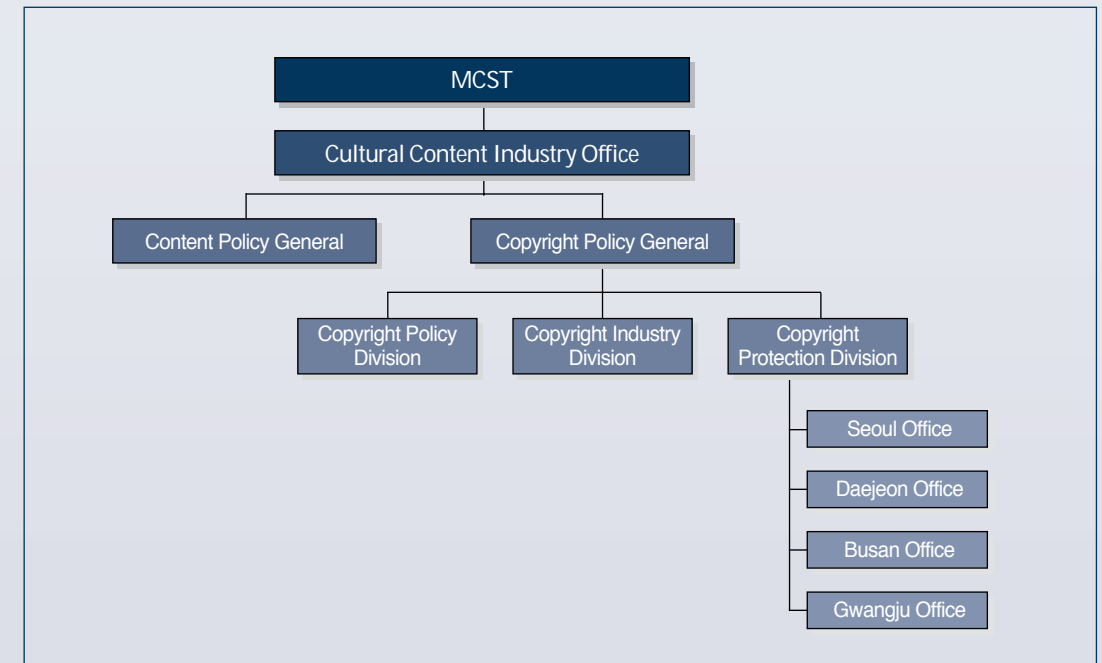 MCST
Cultural Content Industry Office
Content Policy General
Copyright Policy General
Copyright Policy
Division
Copyright Industry
Division
Copyright
Protection Division
Seoul Office
Daejeon Office
Busan Office
Gwangju Office